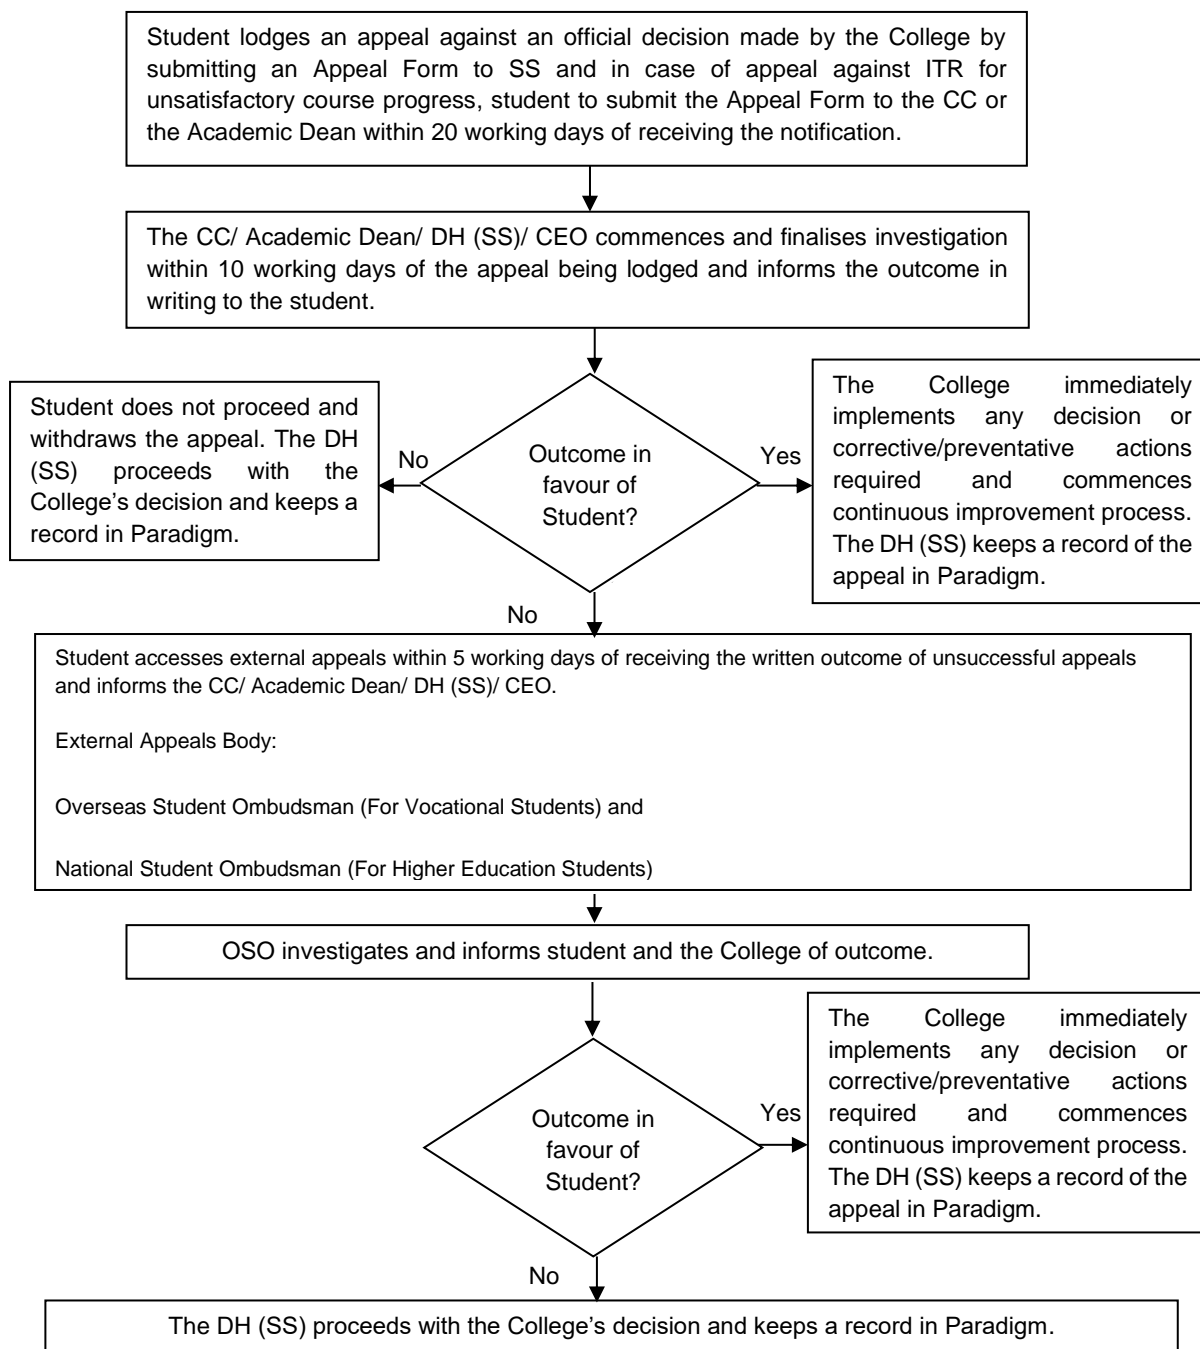 Student lodges an appeal against an official decision made by the College by
submitting an Appeal Form to SS and in case of appeal against ITR for
unsatisfactory course progress, student to submit the Appeal Form to the CC or
the Academic Dean within 20 working days of receiving the notification.
The CC/ Academic Dean/ DH (SS)/ CEO commences and finalises investigation
within 10 working days of the appeal being lodged and informs the outcome in
writing to the student.
Student does not proceed and
withdraws the appeal. The DH
(SS) proceeds with the
College’s decision and keeps a
record in Paradigm.
No
Outcome in
favour of
Student?
Yes
The College immediately
implements any decision or
corrective/preventative actions
required and commences
continuous improvement process.
The DH (SS) keeps a record of the
appeal in Paradigm.
No
Student accesses external appeals within 5 working days of receiving the written outcome of unsuccessful appeals
and informs the CC/ Academic Dean/ DH (SS)/ CEO.
External Appeals Body:
Overseas Student Ombudsman (For Vocational Students) and
National Student Ombudsman (For Higher Education Students)
OSO investigates and informs student and the College of outcome.
Outcome in
favour of
Student?
Yes
The College immediately
implements any decision or
corrective/preventative actions
required and commences
continuous improvement process.
The DH (SS) keeps a record of the
appeal in Paradigm.
No
The DH (SS) proceeds with the College’s decision and keeps a record in Paradigm.